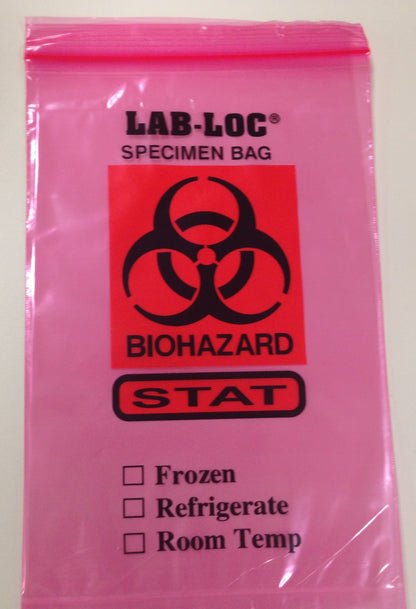 LAB-LOC®
SPECIMEN BAG
BIOHAZARD
STAT
Frozen
Refrigerate
Room Temp